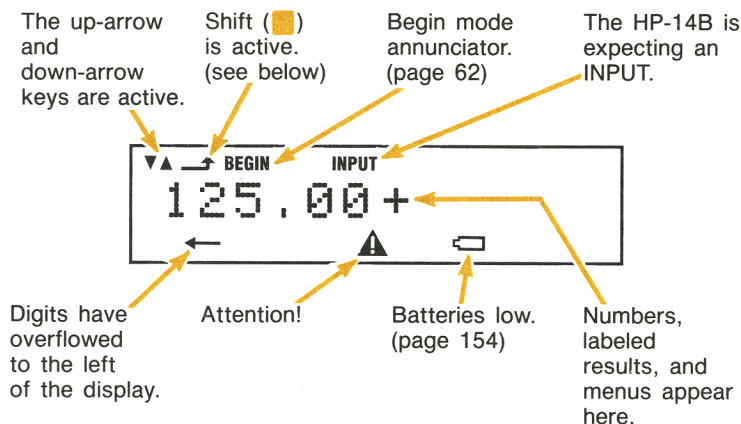 The up-arrow
and
down-arrow
keys are active.
Shift ( )
is active.
(see below)
Begin mode
annunciator.
(page 62)
The HP-14B is
expecting an
INPUT.
BEGIN
INPUT
125.00+
Digits have
overflowed
to the left
of the display.
Attention!
Batteries low.
(page 154)
Numbers,
labeled
results, and
menus appear
here.